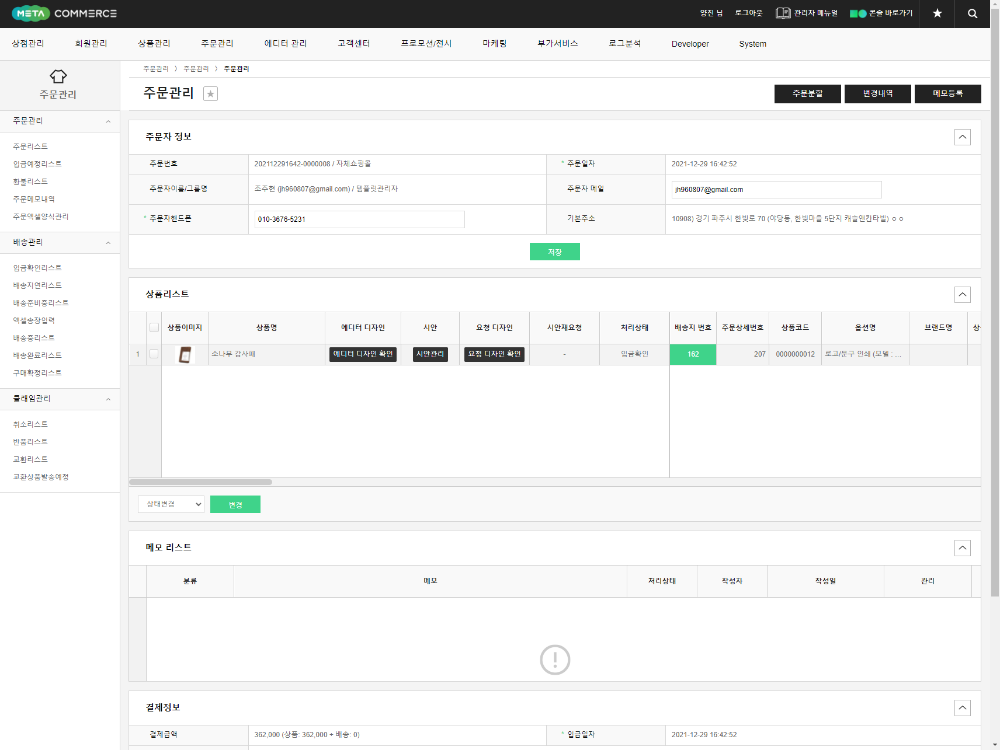 META COMMERCE
양진 님 로그아웃 관리자 메뉴얼 콘솔 바로가기
상점관리 회원관리 상품관리 주문관리 에디터 관리 고객센터 프로모션/전시 마케팅 부가서비스 로그분석 Developer System
주문관리
주문관리
주문리스트
입금예정리스트
환불리스트
주문메모내역
주문엑셀양식관리
배송관리
입금확인리스트
배송지연리스트
배송준비중리스트
엑셀송장입력
배송중리스트
배송완료리스트
구매확정리스트
클래임관리
취소리스트
반품리스트
교환리스트
교환상품발송예정
주문관리 > 주문관리 > 주문관리
주문관리
주문분할 변경내역 메모등록
주문자 정보
주문번호 202112291642-0000008 / 자체쇼핑몰 * 주문일자 2021-12-29 16:42:52
주문자이름/그룹명 조주현 (jh960807@gmail.com) / 템플릿관리자 주문자 메일 jh960807@gmail.com
* 주문자핸드폰 010-3676-5231 기본주소 10908) 경기 파주시 한빛로 70 (야당동, 한빛마을 5단지 캐슬앤칸타빌) ㅇㅇ
저장
상품리스트
상품이미지 상품명 에디터 디자인 시안 요청 디자인 시안재요청 처리상태 배송지 번호 주문상세번호 상품코드 옵션명 브랜드명 상
1 소나무 감사패 에디터 디자인 확인 시안관리 요청 디자인 확인 - 입금확인 162 207 0000000012 로고/문구 인쇄 (모델 : ...
상태변경 변경
메모 리스트
분류 메모 처리상태 작성자 작성일 관리
결제정보
결제금액 362,000 (상품: 362,000 + 배송: 0) * 입금일자 2021-12-29 16:42:52